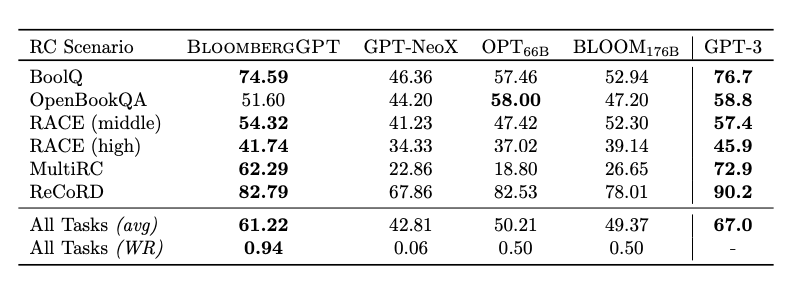 RC Scenario BLOOMBERGGPT GPT-NeoX OPT66B BLOOM176B GPT-3
BoolQ 74.59 46.36 57.46 52.94 76.7
OpenBookQA 51.60 44.20 58.00 47.20 58.8
RACE (middle) 54.32 41.23 47.42 52.30 57.4
RACE (high) 41.74 34.33 37.02 39.14 45.9
MultiRC 62.29 22.86 18.80 26.65 72.9
ReCoRD 82.79 67.86 82.53 78.01 90.2
All Tasks (avg) 61.22 42.81 50.21 49.37 67.0
All Tasks (WR) 0.94 0.06 0.50 0.50 -